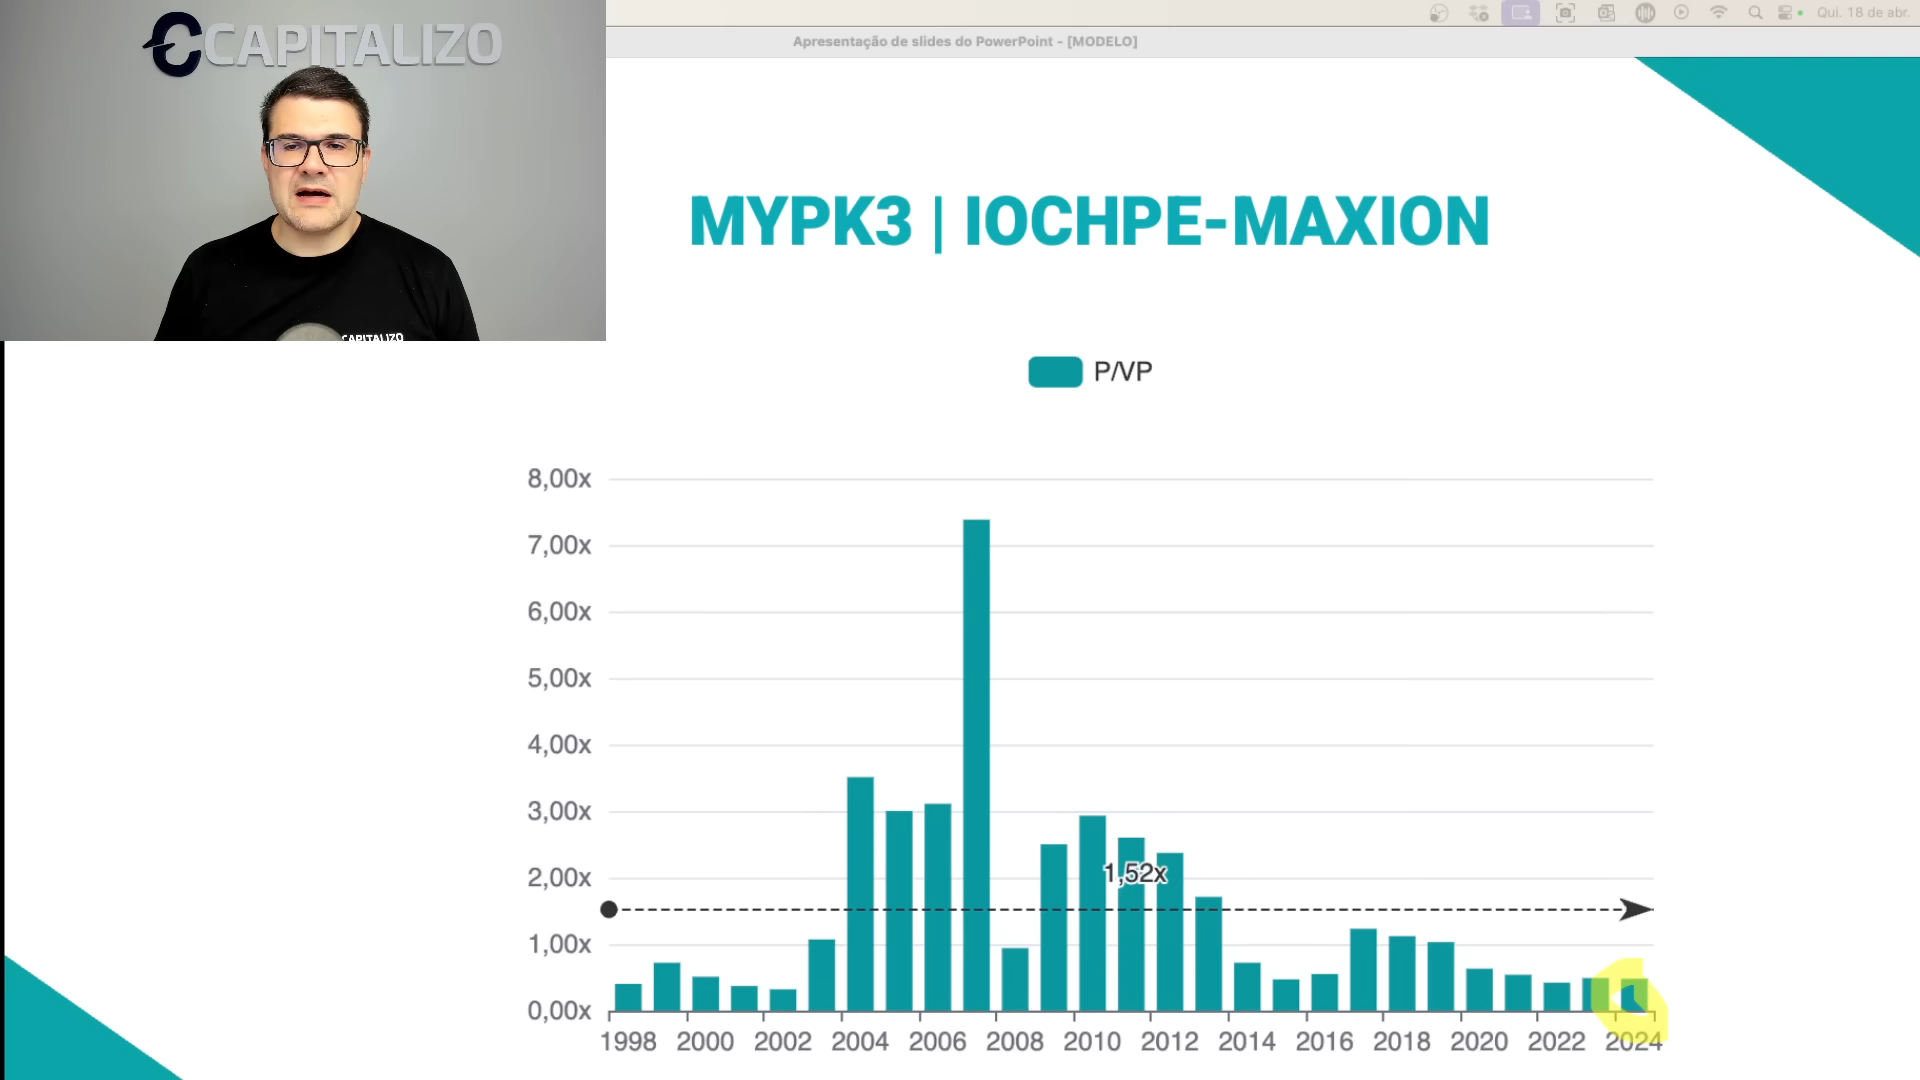 CAPITALIZO
CAPITALIZO
Qui. 18 de abr.
Apresentação de slides do PowerPoint - [MODELO]
MYPK3 | IOCHPE-MAXION
P/VP
8,00x
7,00x
6,00x
5,00x
4,00x
3,00x
2,00x
1,52x
1,00x
0,00x
1998 2000 2002 2004 2006 2008 2010 2012 2014 2016 2018 2020 2022 2024